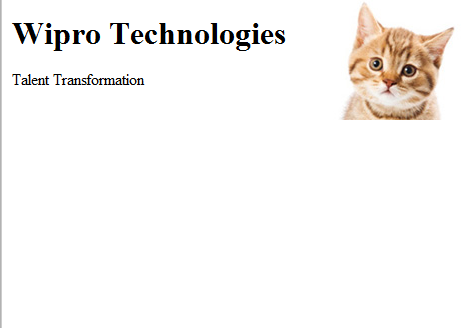 Wipro Technologies
Talent Transformation